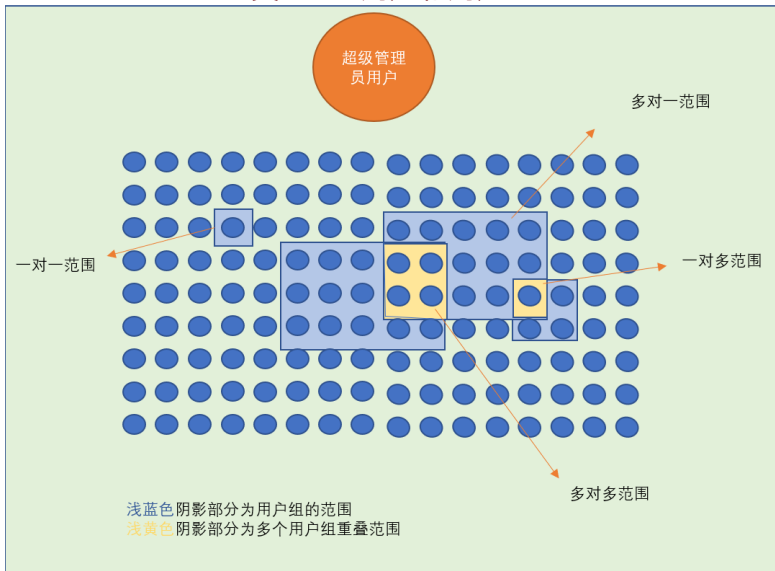 超级管理
员用户
多对一范围
一对一范围
一对多范围
多对多范围
浅蓝色阴影部分为用户组的范围
浅黄色阴影部分为多个用户组重叠范围